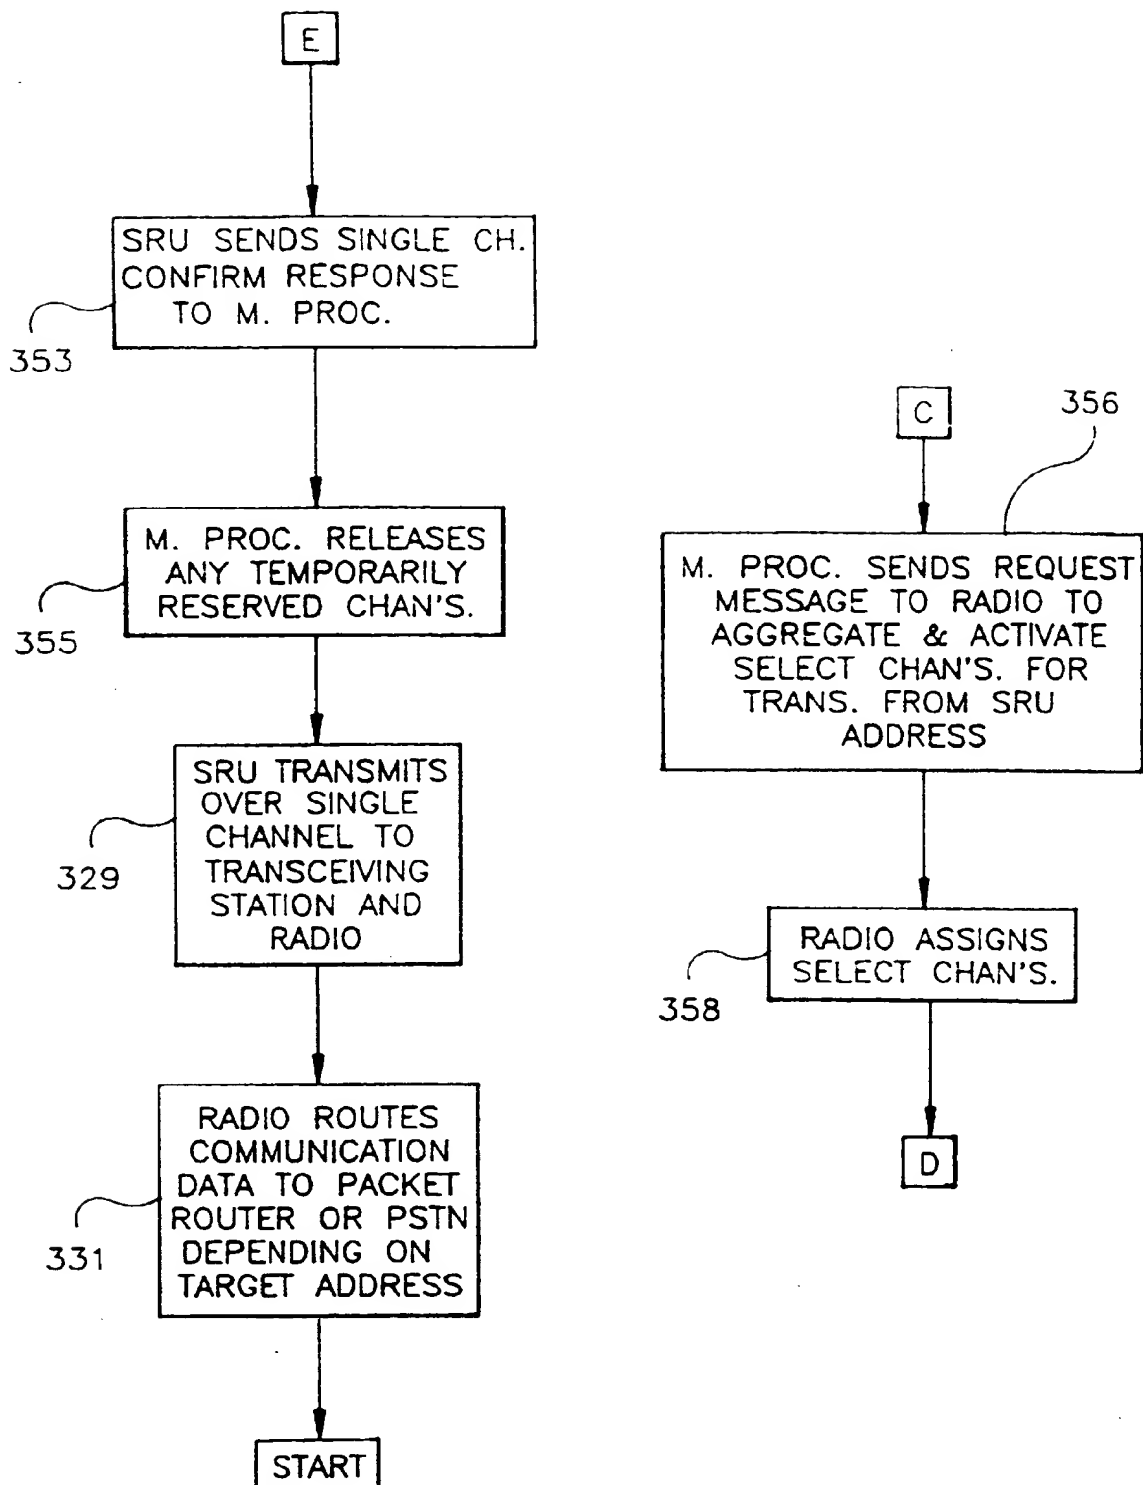 E
SRU SENDS SINGLE CH.
CONFIRM RESPONSE
TO M. PROC.
353
M. PROC. RELEASES
ANY TEMPORARILY
RESERVED CHAN'S.
355
SRU TRANSMITS
OVER SINGLE
CHANNEL TO
TRANSCEIVING
STATION AND
RADIO
329
RADIO ROUTES
COMMUNICATION
DATA TO PACKET
ROUTER OR PSTN
DEPENDING ON
TARGET ADDRESS
331
START
C
356
M. PROC. SENDS REQUEST
MESSAGE TO RADIO TO
AGGREGATE & ACTIVATE
SELECT CHAN'S. FOR
TRANS. FROM SRU
ADDRESS
RADIO ASSIGNS
SELECT CHAN'S.
358
D